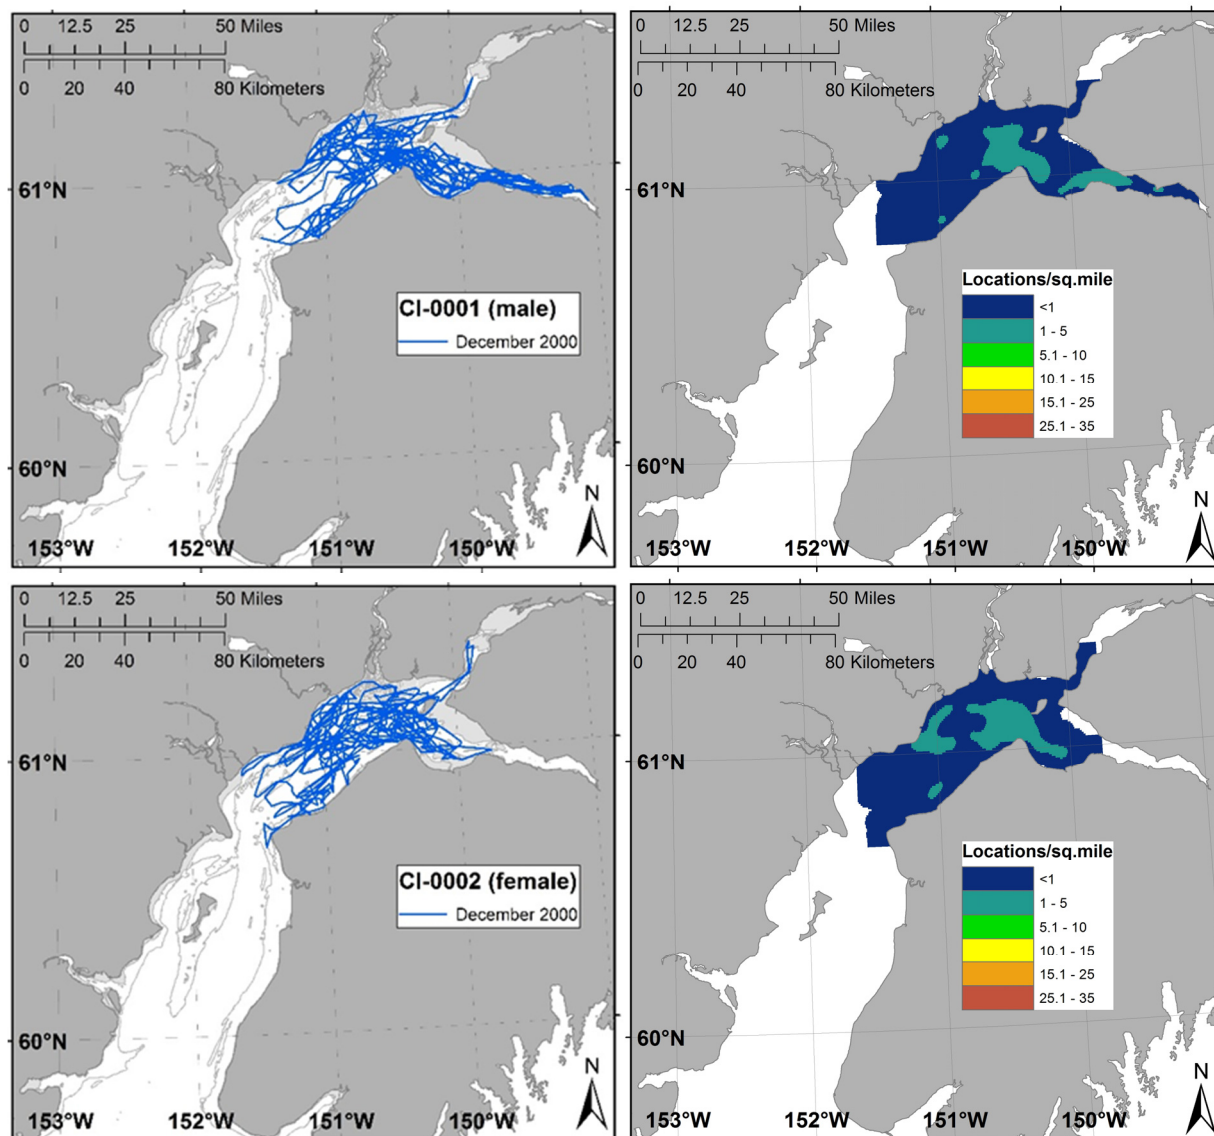 0 12.5 25 50 Miles
0 20 40 80 Kilometers
61°N
CI-0001 (male)
December 2000
60°N
N
153°W 152°W 151°W 150°W
0 12.5 25 50 Miles
0 20 40 80 Kilometers
61°N
Locations/sq.mile
<1
1 - 5
5.1 - 10
10.1 - 15
15.1 - 25
25.1 - 35
60°N
N
153°W 152°W 151°W 150°W
0 12.5 25 50 Miles
0 20 40 80 Kilometers
61°N
CI-0002 (female)
December 2000
60°N
N
153°W 152°W 151°W 150°W
0 12.5 25 50 Miles
0 20 40 80 Kilometers
61°N
Locations/sq.mile
<1
1 - 5
5.1 - 10
10.1 - 15
15.1 - 25
25.1 - 35
60°N
N
153°W 152°W 151°W 150°W